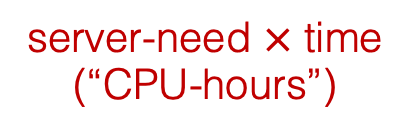 server-need × time
(“CPU-hours”)